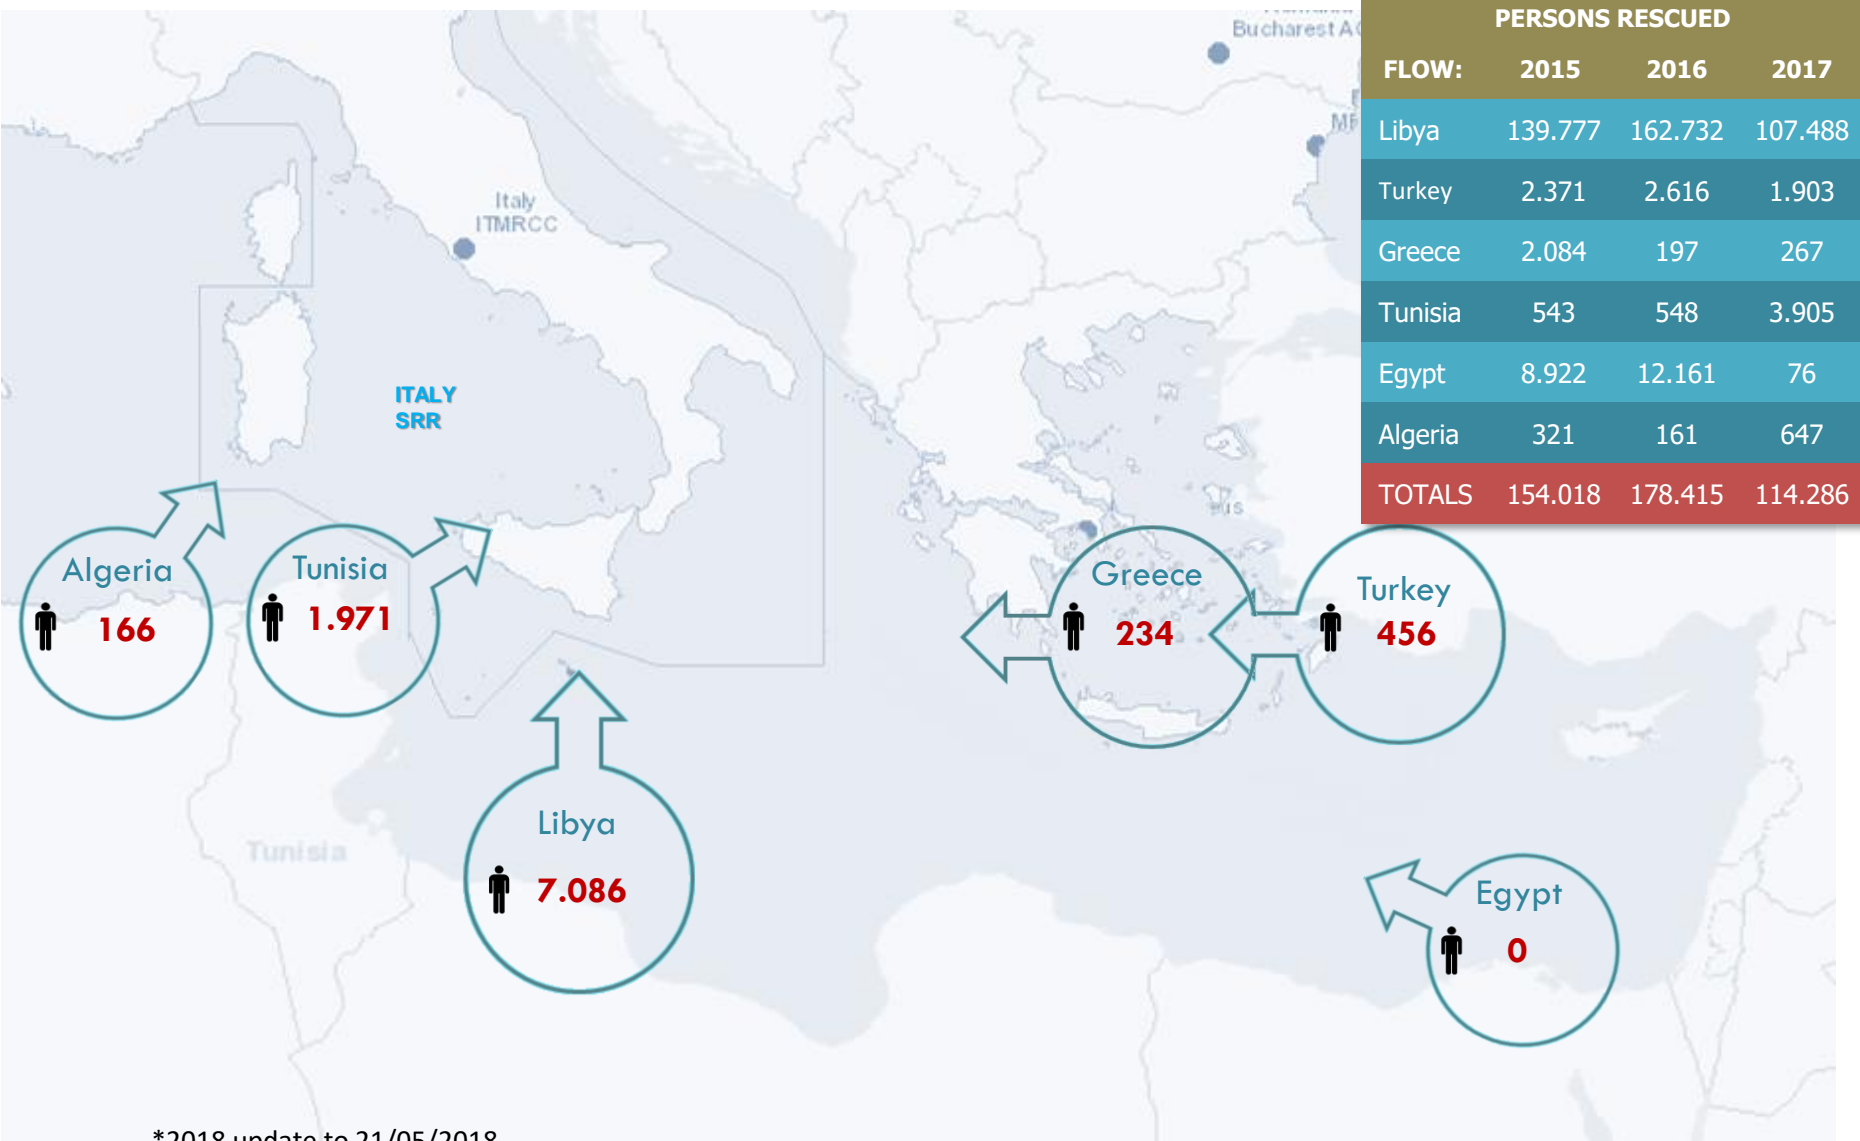 Bucharest
PERSONS RESCUED
FLOW: 2015 2016 2017
Libya 139.777 162.732 107.488
Turkey 2.371 2.616 1.903
Greece 2.084 197 267
Tunisia 543 548 3.905
Egypt 8.922 12.161 76
Algeria 321 161 647
TOTALS 154.018 178.415 114.286
Italy
ITMRCC
ITALY
SRR
Algeria
166
Tunisia
1.971
Greece
234
Turkey
456
Libya
7.086
Tunisia
Egypt
0
*2018 update to 21/05/2018